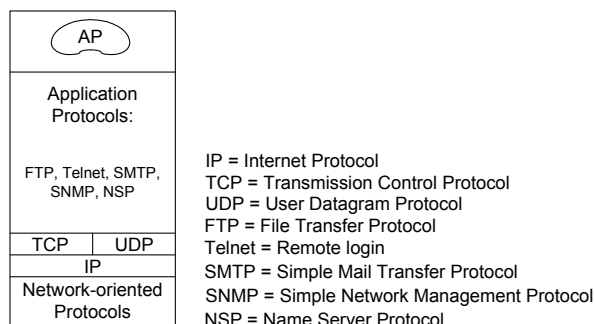 AP
Application
Protocols:
FTP, Telnet, SMTP,
SNMP, NSP
TCP UDP
IP
Network-oriented
Protocols
IP = Internet Protocol
TCP = Transmission Control Protocol
UDP = User Datagram Protocol
FTP = File Transfer Protocol
Telnet = Remote login
SMTP = Simple Mail Transfer Protocol
SNMP = Simple Network Management Protocol
NSP = Name Server Protocol